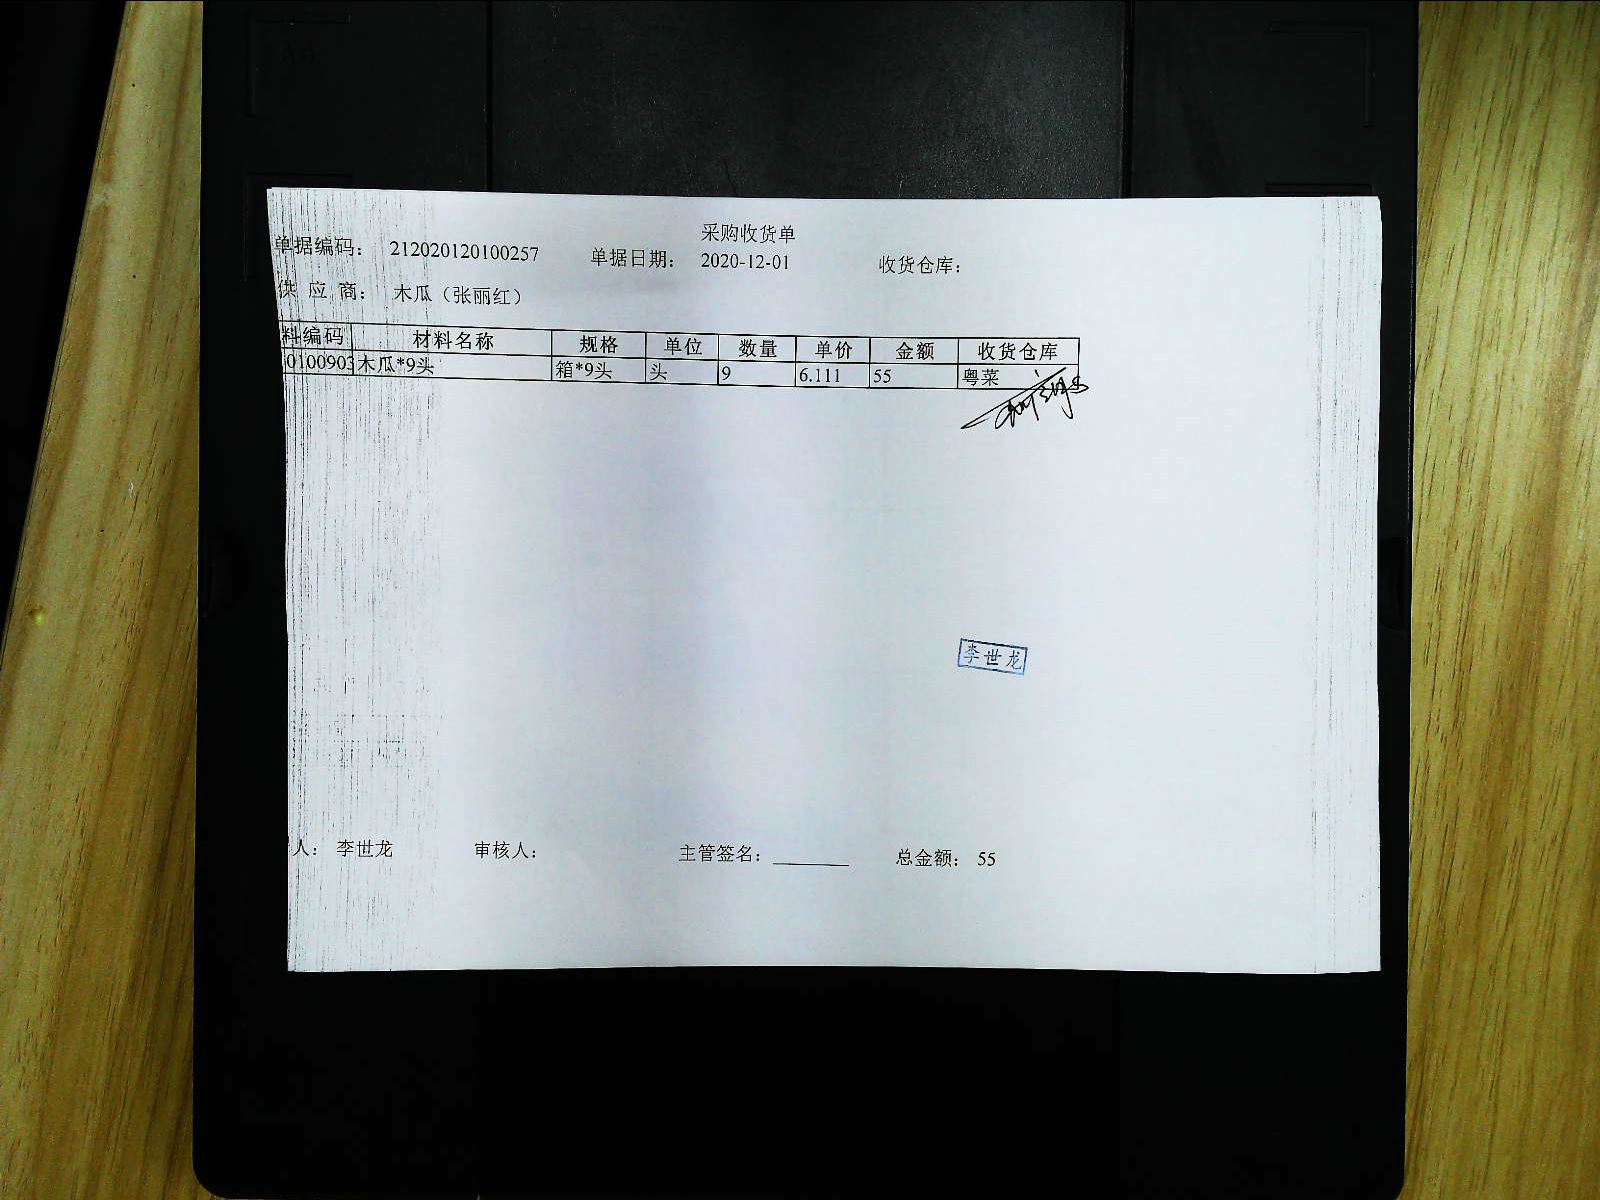 采购收货单
单据编码： 212020120100257 单据日期： 2020-12-01 收货仓库：
供 应 商： 木瓜（张丽红）
料编码 材料名称 规格 单位 数量 单价 金额 收货仓库
0100903 木瓜*9头 箱*9头 头 9 6.111 55 粤菜
李世龙
人： 李世龙 审核人： 主管签名：________ 总金额： 55